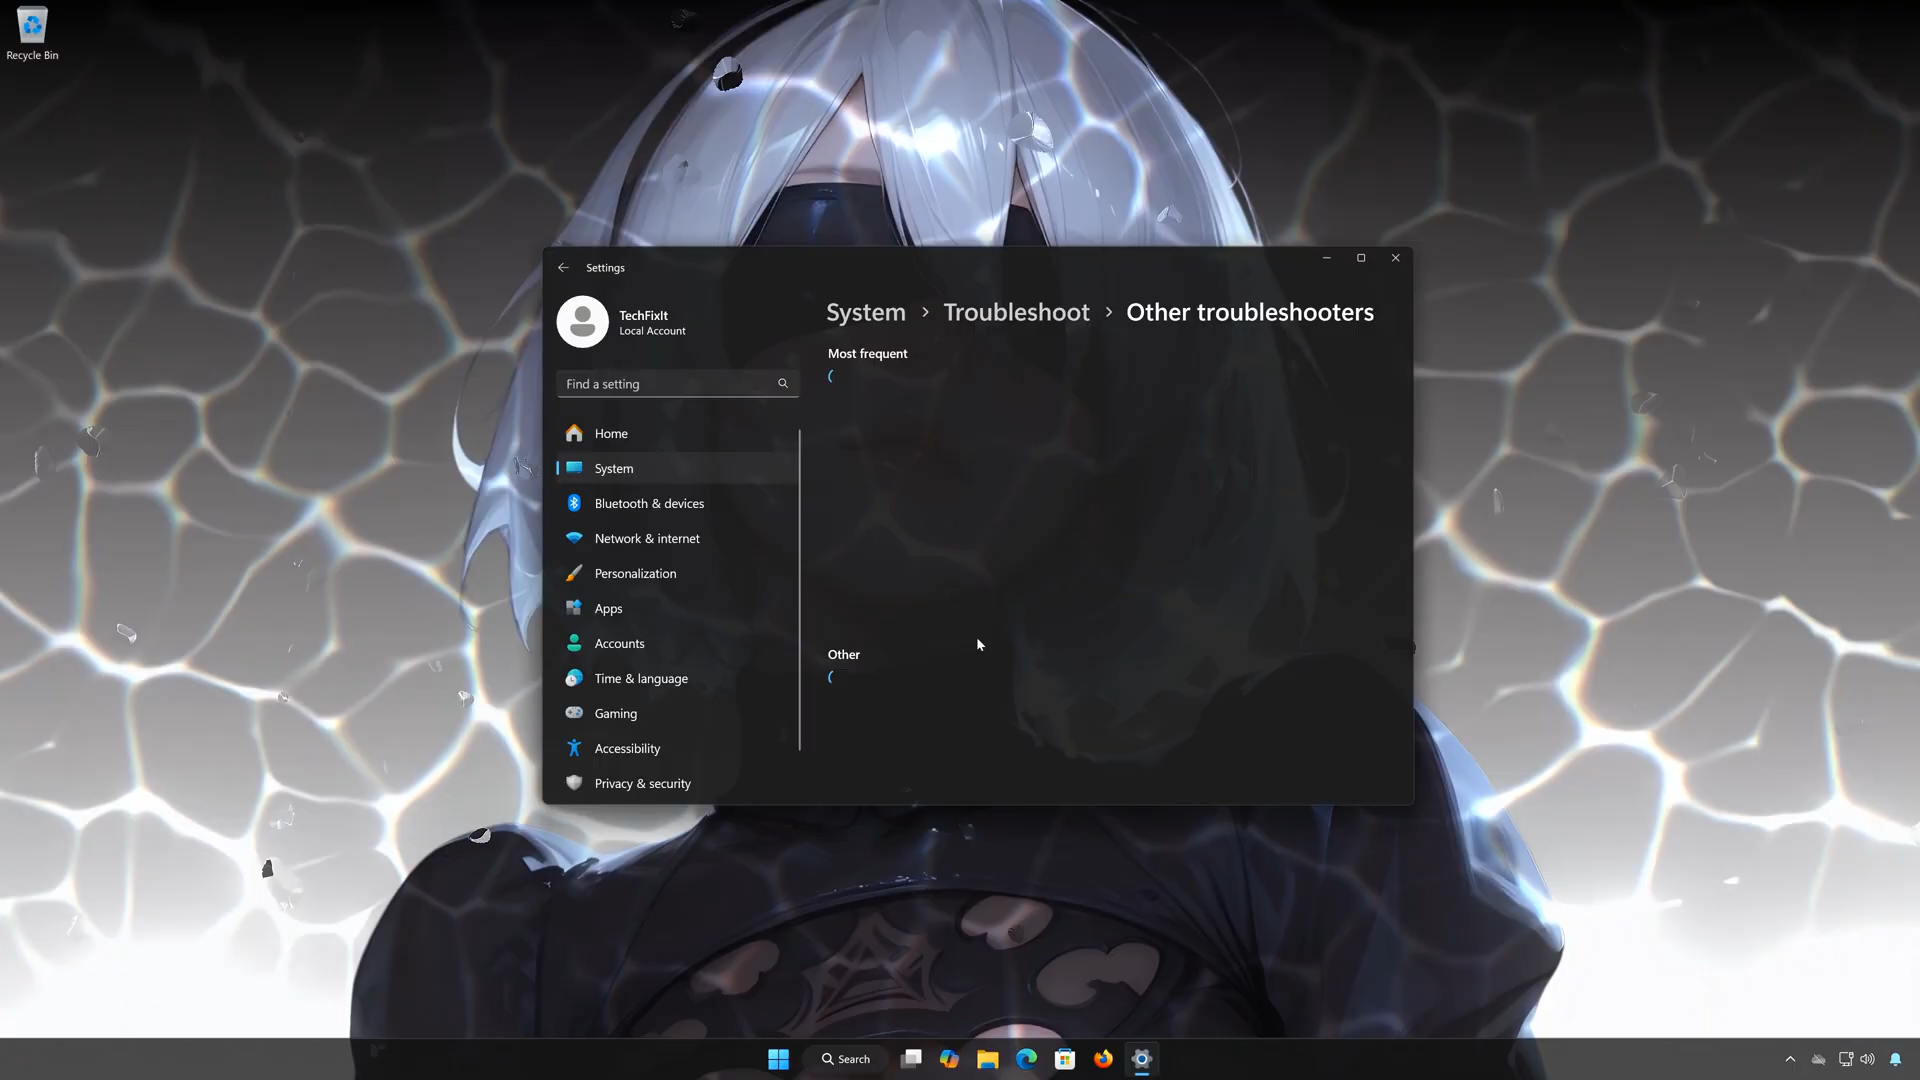 Recycle Bin
Settings
TechFixIt
Local Account
Find a setting
Home
System
Bluetooth & devices
Network & internet
Personalization
Apps
Accounts
Time & language
Gaming
Accessibility
Privacy & security
System > Troubleshoot > Other troubleshooters
Most frequent
Other
Search